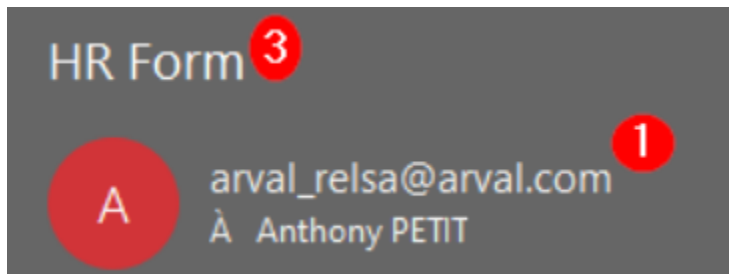 HR Form 3
1
arval_relsa@arval.com
A
À Anthony PETIT